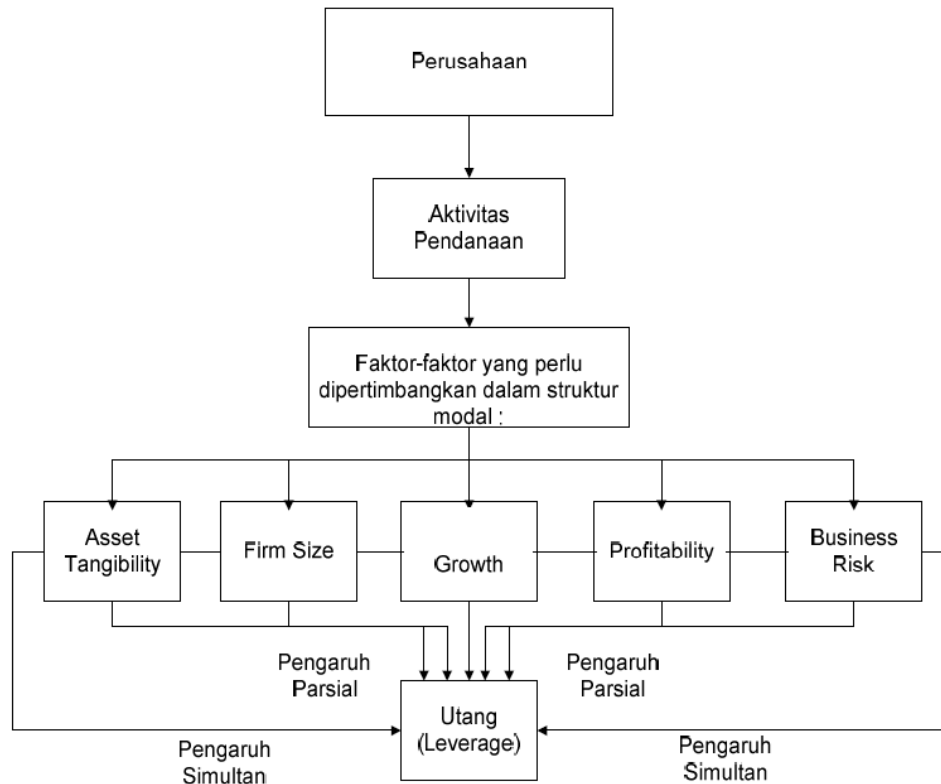 Perusahaan
Aktivitas
Pendanaan
Faktor-faktor yang perlu
dipertimbangkan dalam struktur
modal :
Asset
Tangibility
Firm Size
Growth
Profitability
Business
Risk
Pengaruh
Parsial
Pengaruh
Parsial
Utang
(Leverage)
Pengaruh
Simultan
Pengaruh
Simultan